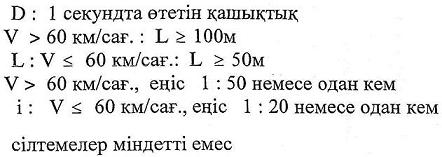 D : 1 секундта өтетін қашықтық
V > 60 км/сағ. : L ≥ 100м
L : V ≤ 60 км/сағ.: L ≥ 50м
V > 60 км/сағ., еңіс 1 : 50 немесе одан кем
i : V ≤ 60 км/сағ., еңіс 1 : 20 немесе одан кем
сілтемелер міндетті емес